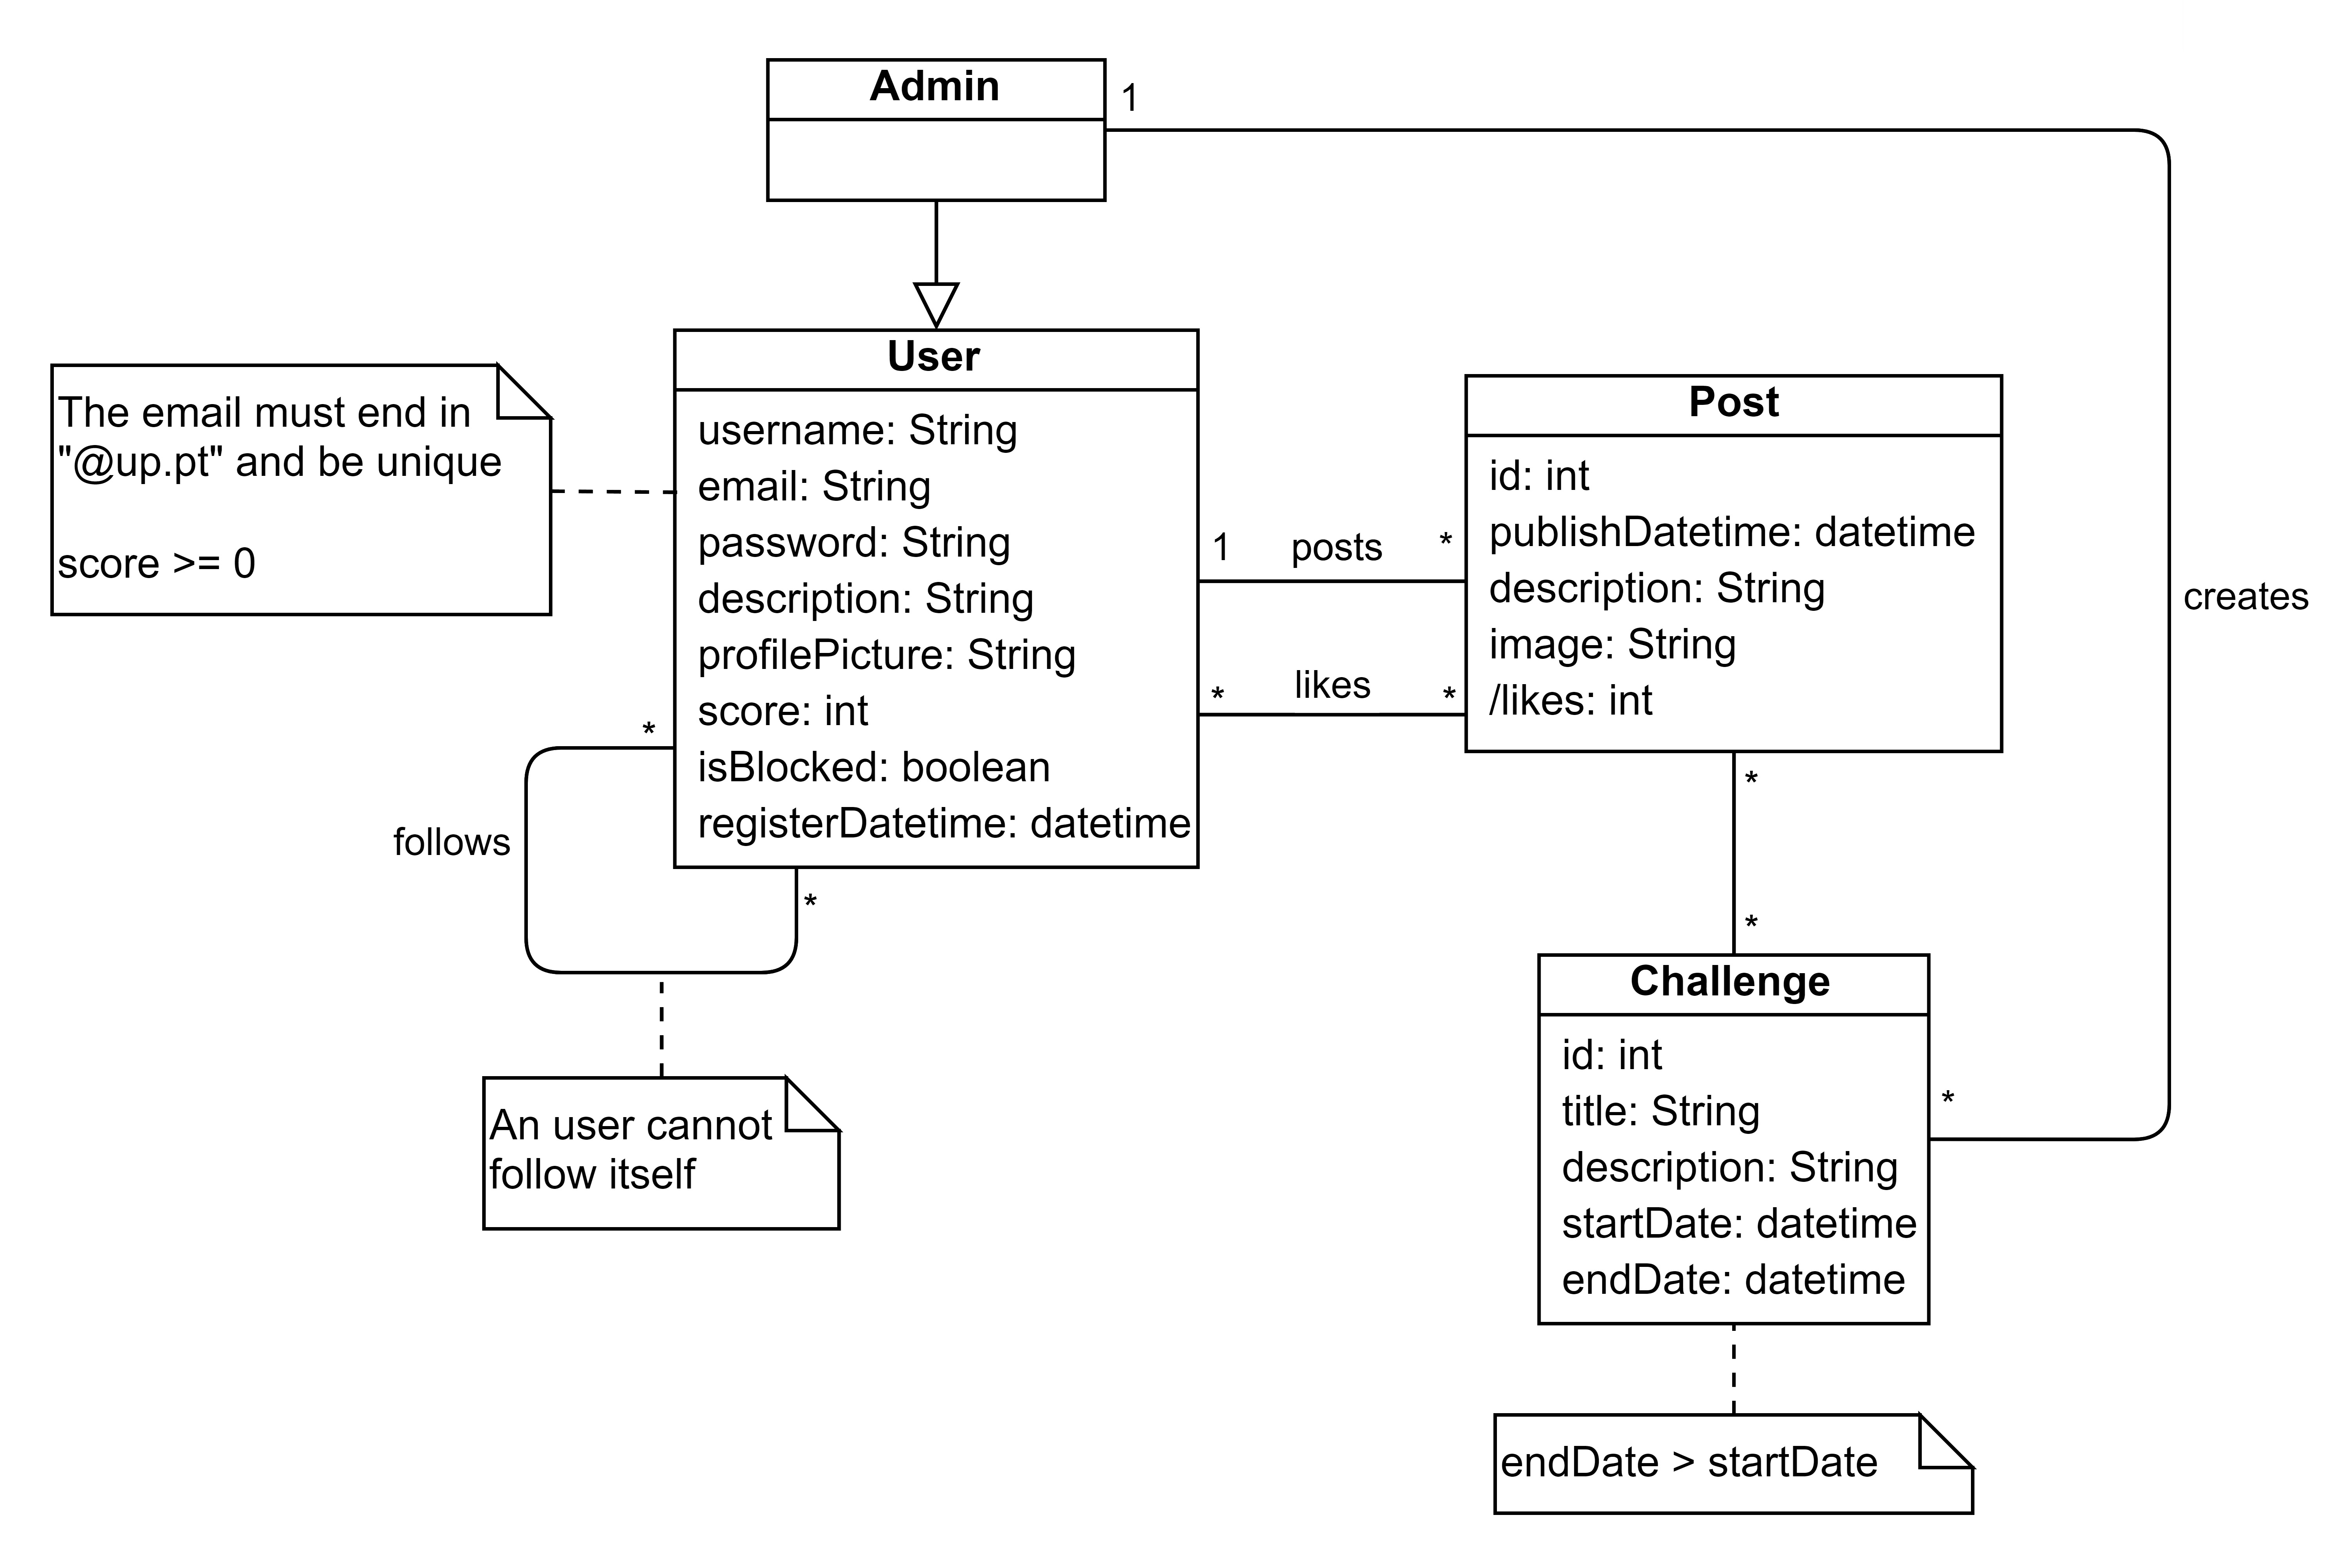 Admin
1
User
username: String
email: String
password: String
description: String
profilePicture: String
score: int
isBlocked: boolean
registerDatetime: datetime
The email must end in
"@up.pt" and be unique
score >= 0
1 posts *
* likes *
Post
id: int
publishDatetime: datetime
description: String
image: String
/likes: int
creates
*
follows
*
An user cannot
follow itself
*
*
Challenge
id: int
title: String
description: String
startDate: datetime
endDate: datetime
*
endDate > startDate